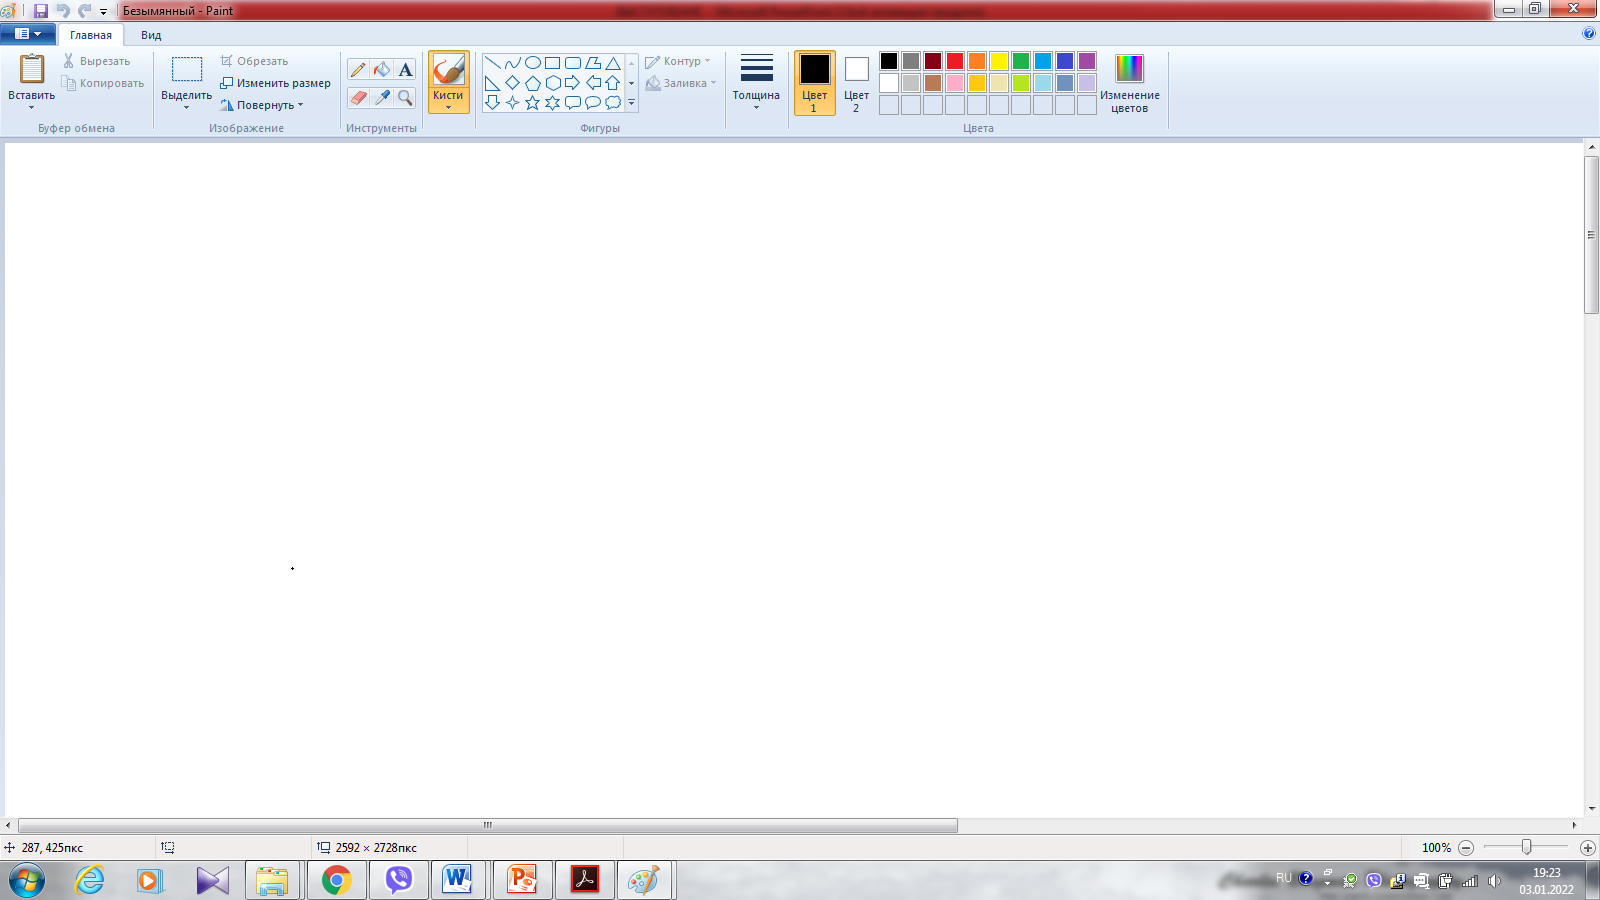 Безымянный - Paint
Главная Вид
Вставить
Вырезать
Копировать
Буфер обмена
Выделить
Обрезать
Изменить размер
Повернуть
Изображение
A
Инструменты
Кисти
Контур
Заливка
Фигуры
Толщина
Цвет
1
Цвет
2
Изменение
цветов
Цвета
287, 425пкс
2592 × 2728пкс
100%
RU
19:23
03.01.2022